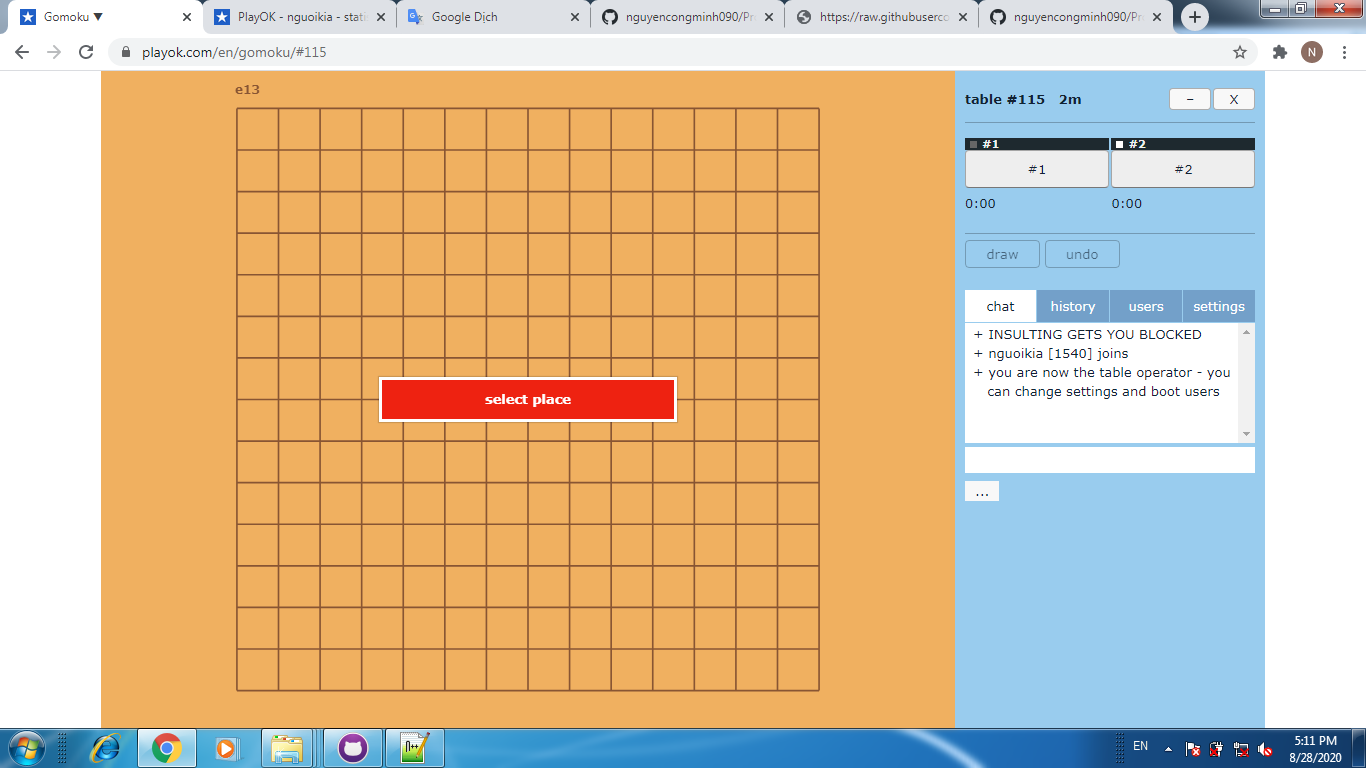 Gomoku ▼
PlayOK - nguoikia - statis
Google Dịch
nguyencongminh090/Pr
https://raw.githubuserco
nguyencongminh090/Pr
playok.com/en/gomoku/#115
N
e13
select place
table #115 2m
–
X
#1
#2
#1
#2
0:00
0:00
draw
undo
chat
history
users
settings
+ INSULTING GETS YOU BLOCKED
+ nguoikia [1540] joins
+ you are now the table operator - you
can change settings and boot users
...
EN
5:11 PM
8/28/2020